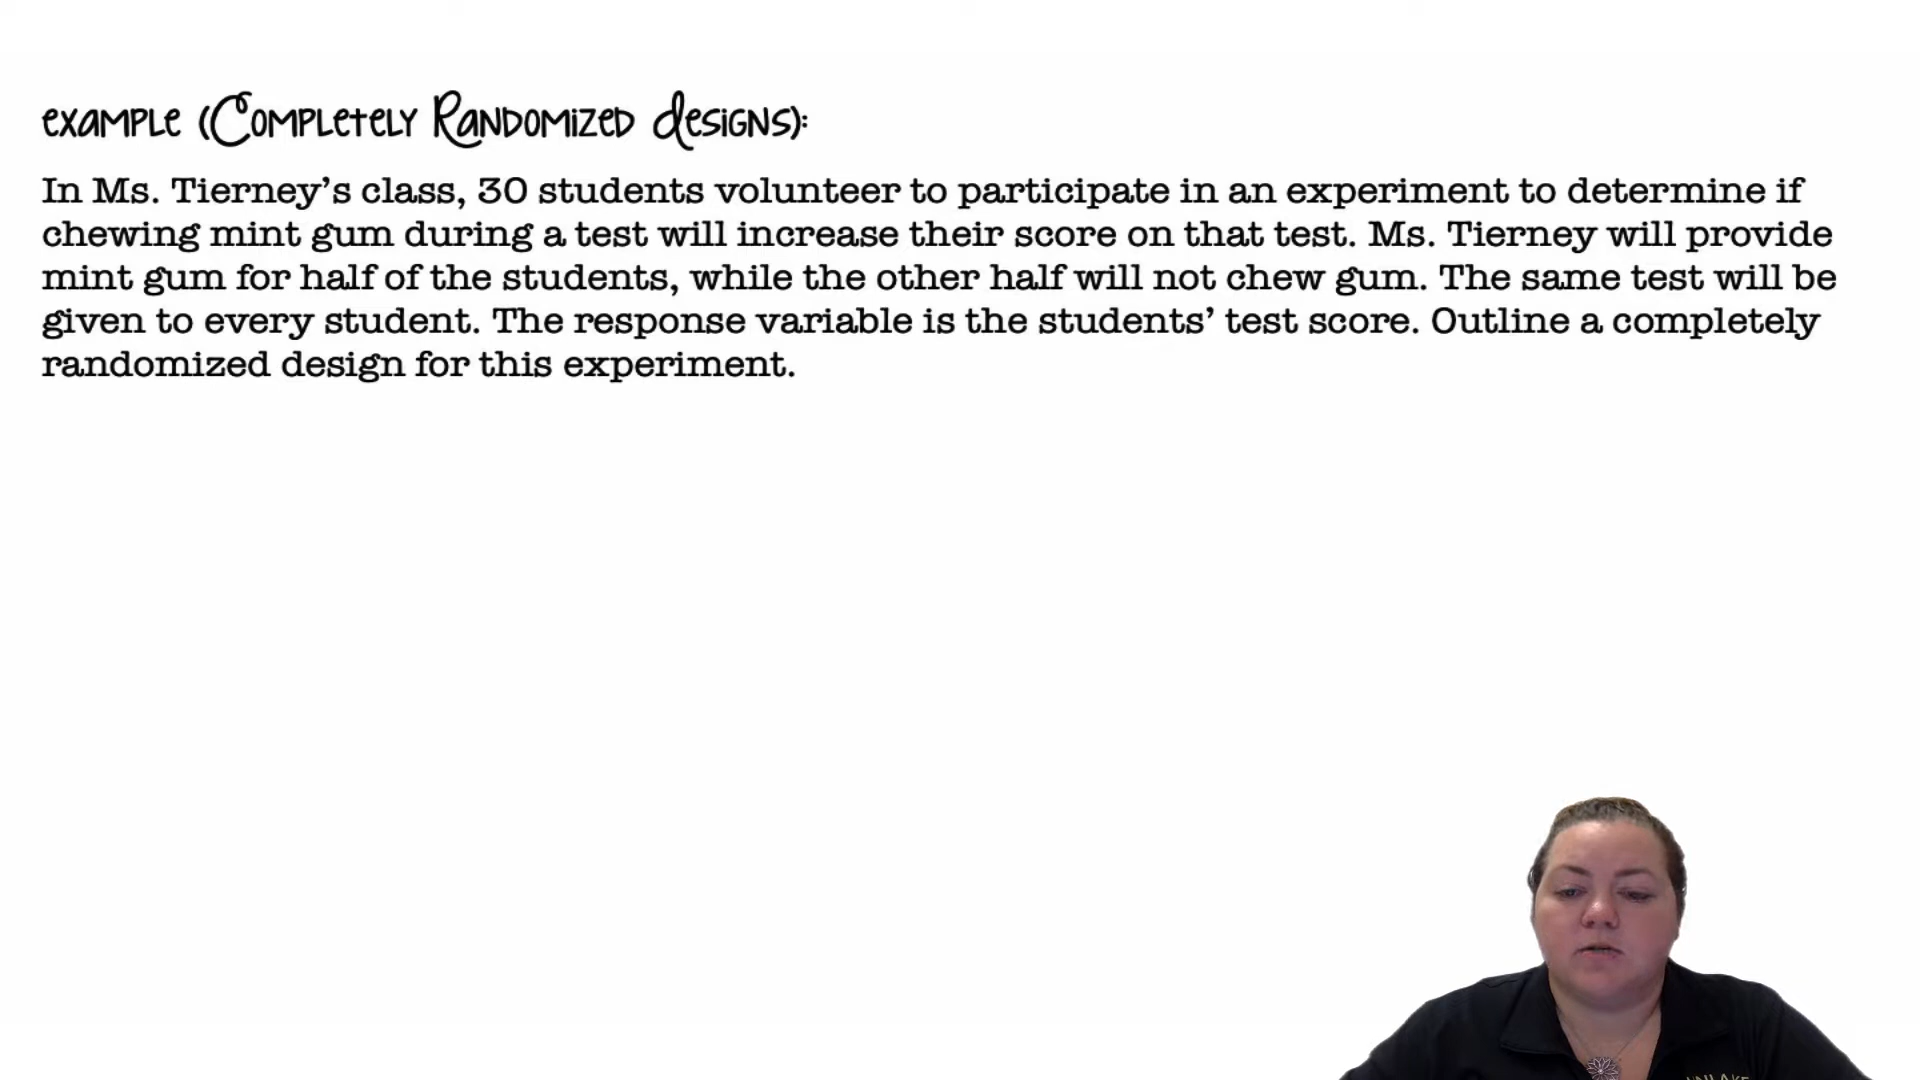 example (Completely Randomized Designs):
In Ms. Tierney’s class, 30 students volunteer to participate in an experiment to determine if
chewing mint gum during a test will increase their score on that test. Ms. Tierney will provide
mint gum for half of the students, while the other half will not chew gum. The same test will be
given to every student. The response variable is the students’ test score. Outline a completely
randomized design for this experiment.